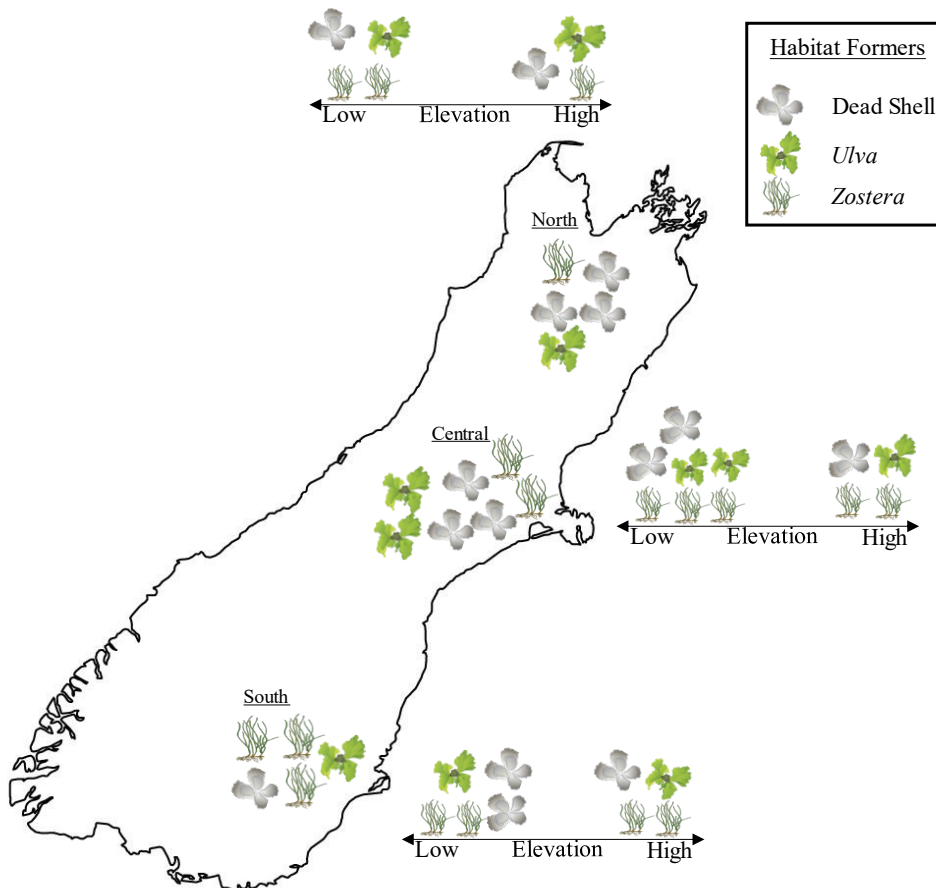 Habitat Formers
Dead Shell
Ulva
Zostera
Low Elevation High
North
Central
Low Elevation High
South
Low Elevation High